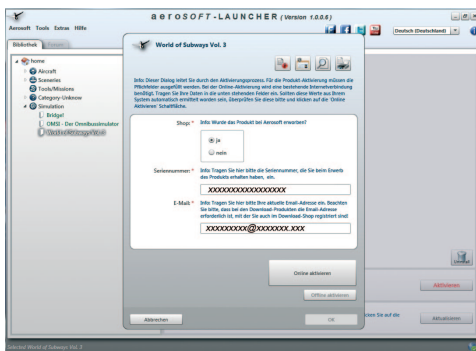 aerosoft-LAUNCHER (Version 1.0.0.6)
Aerosoft Tools Extras Hilfe
Deutsch (Deutschland)
Bibliothek
home
Aircraft
Sceneries
Tools/Missions
Category-Unknow
Simulation
Bridge!
OMSI - Der Omnibussimulator
World of Subways Vol. 3
World of Subways Vol. 3
Info: Dieser Dialog leitet Sie durch den Aktivierungsprozess. Für die Produkt-Aktivierung müssen die
Pflichtfelder ausgefüllt werden. Bei der Online-Aktivierung wird eine bestehende Internetverbindung
benötigt. Tragen Sie Ihre Daten in die unten stehenden Felder ein. Sollten diese Werte aus Ihrem
System automatisch ermittelt worden sein, überprüfen Sie diese bitte und klicken auf die 'Online
Aktivieren' Schaltfläche.
Shop: * Info: Wurde das Produkt bei Aerosoft erworben?
ja
nein
Seriennummer: * Info: Tragen Sie hier bitte die Seriennummer, die Sie beim Erwerb
des Produkts erhalten haben, ein.
XXXXXXXXXXXXXXXXX
E-Mail: * Info: Tragen Sie hier bitte Ihre aktuelle Email-Adresse ein. Beachten
Sie bitte, dass bei den Download-Produkten die Email-Adresse
erforderlich ist, mit der Sie auch im Download-Shop registriert sind!
XXXXXXXXX@XXXXXXX.XXX
Online aktivieren
Offline aktivieren
Abbrechen
OK
Uninstall
Aktivieren
icken Sie auf die
Aktualisieren
Selected World of Subways Vol. 3